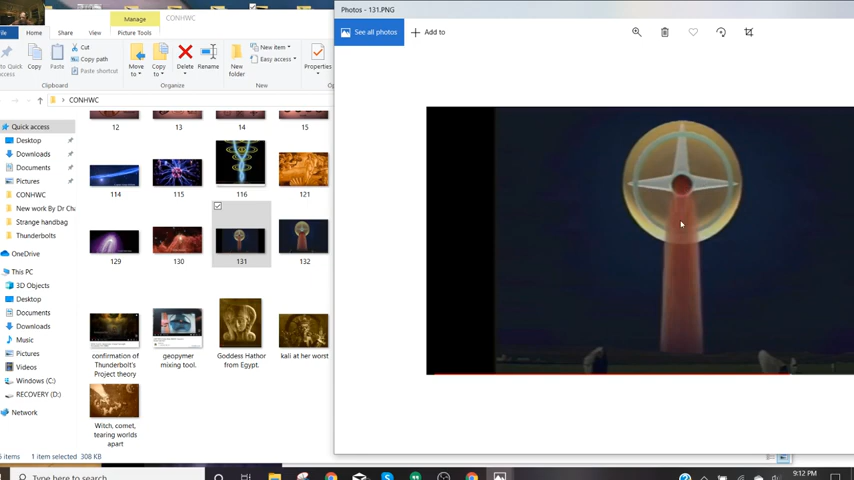 Manage
CONHWC
Photos - 131.PNG
Home
Share
View
Picture Tools
See all photos
Add to
Quick
access
Copy
Paste
Cut
Copy path
Paste shortcut
Move
to
Copy
to
Delete
Rename
New
folder
New item
Easy access
Properties
Clipboard
Organize
New
CONHWC
Quick access
Desktop
Downloads
Documents
Pictures
CONHWC
New work By Dr Cha
Strange handbag
Thunderbolts
OneDrive
This PC
3D Objects
Desktop
Documents
Downloads
Music
Pictures
Videos
Windows (C:)
RECOVERY (D:)
Network
12
13
14
15
114
115
116
121
129
130
131
132
confirmation of
Thunderbolt's
Project theory
geopymer
mixing tool.
Goddess Hathor
from Egypt.
kali at her worst
Witch, comet,
tearing worlds
apart
items
1 item selected
308 KB
Type here to search
9:12 PM